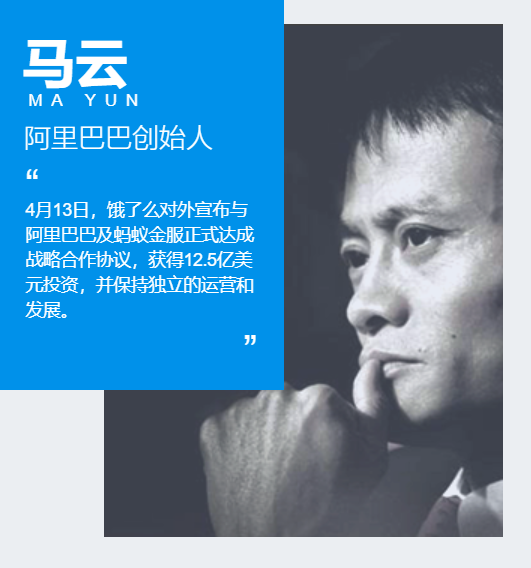 马云
MA YUN
阿里巴巴创始人
“
4月13日，饿了么对外宣布与
阿里巴巴及蚂蚁金服正式达成
战略合作协议，获得12.5亿美
元投资，并保持独立的运营和
发展。
”